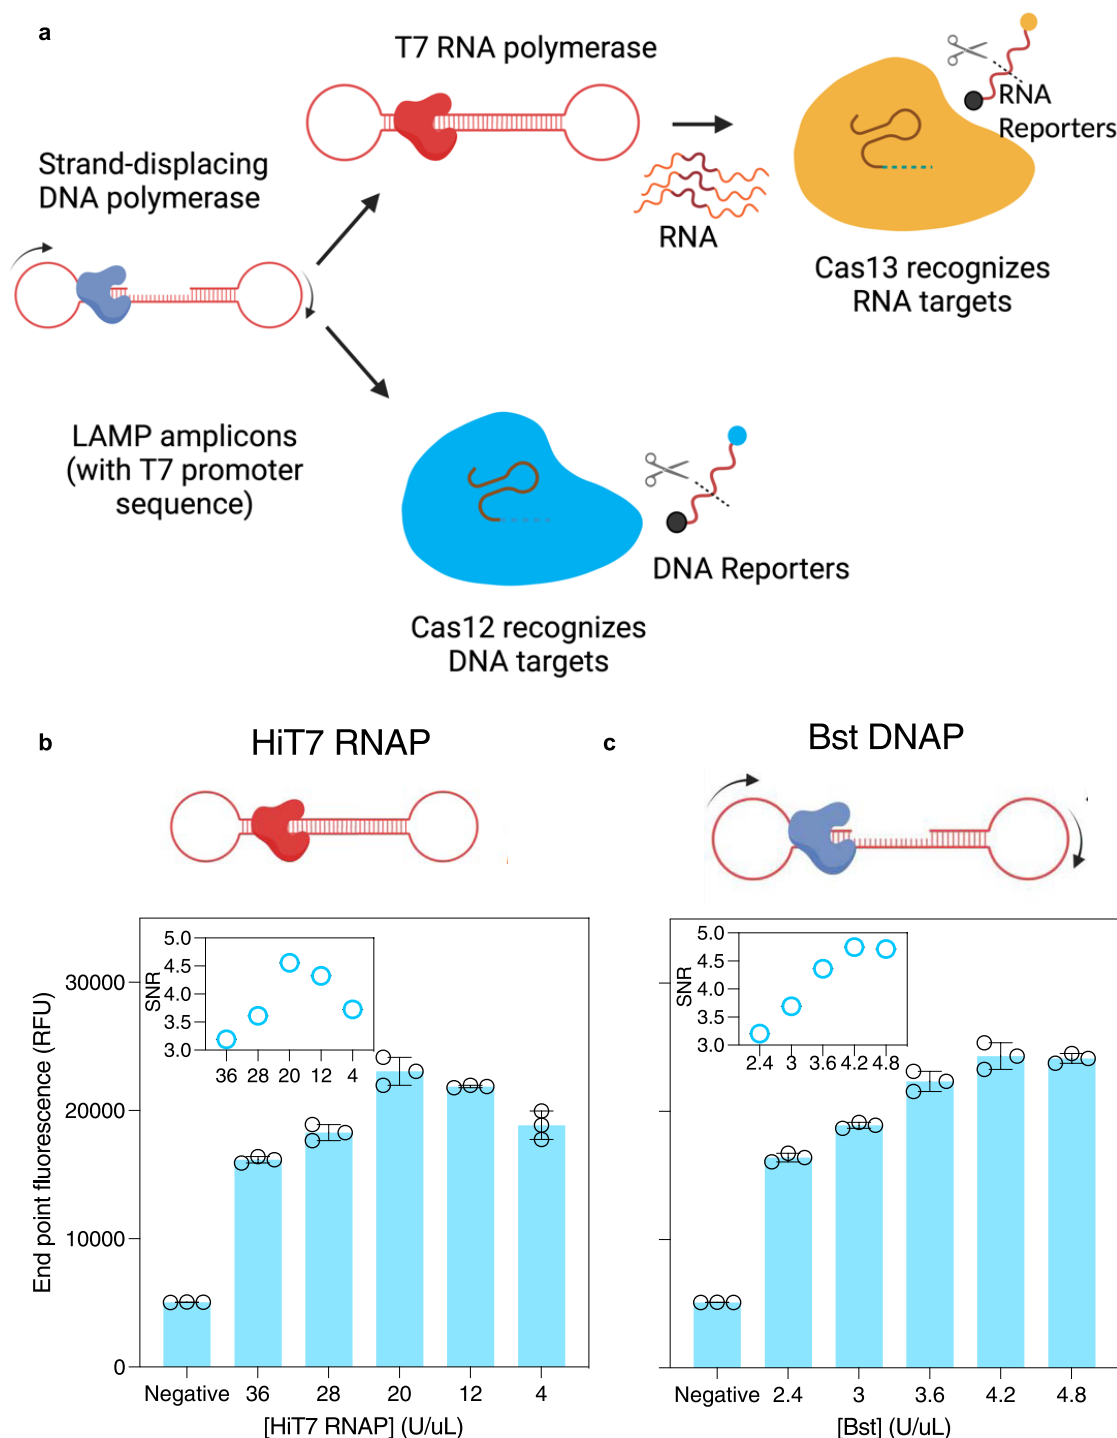 a
T7 RNA polymerase
RNA
Reporters
Strand-displacing
DNA polymerase
RNA
Cas13 recognizes
RNA targets
LAMP amplicons
(with T7 promoter
sequence)
DNA Reporters
Cas12 recognizes
DNA targets
b
HiT7 RNAP
End point fluorescence (RFU)
30000
20000
10000
0
SNR
5.0
4.5
4.0
3.5
3.0
36 28 20 12 4
Negative 36 28 20 12 4
[HiT7 RNAP] (U/uL)
c
Bst DNAP
SNR
5.0
4.5
4.0
3.5
3.0
2.4 3 3.6 4.2 4.8
Negative 2.4 3 3.6 4.2 4.8
[Bst] (U/uL)